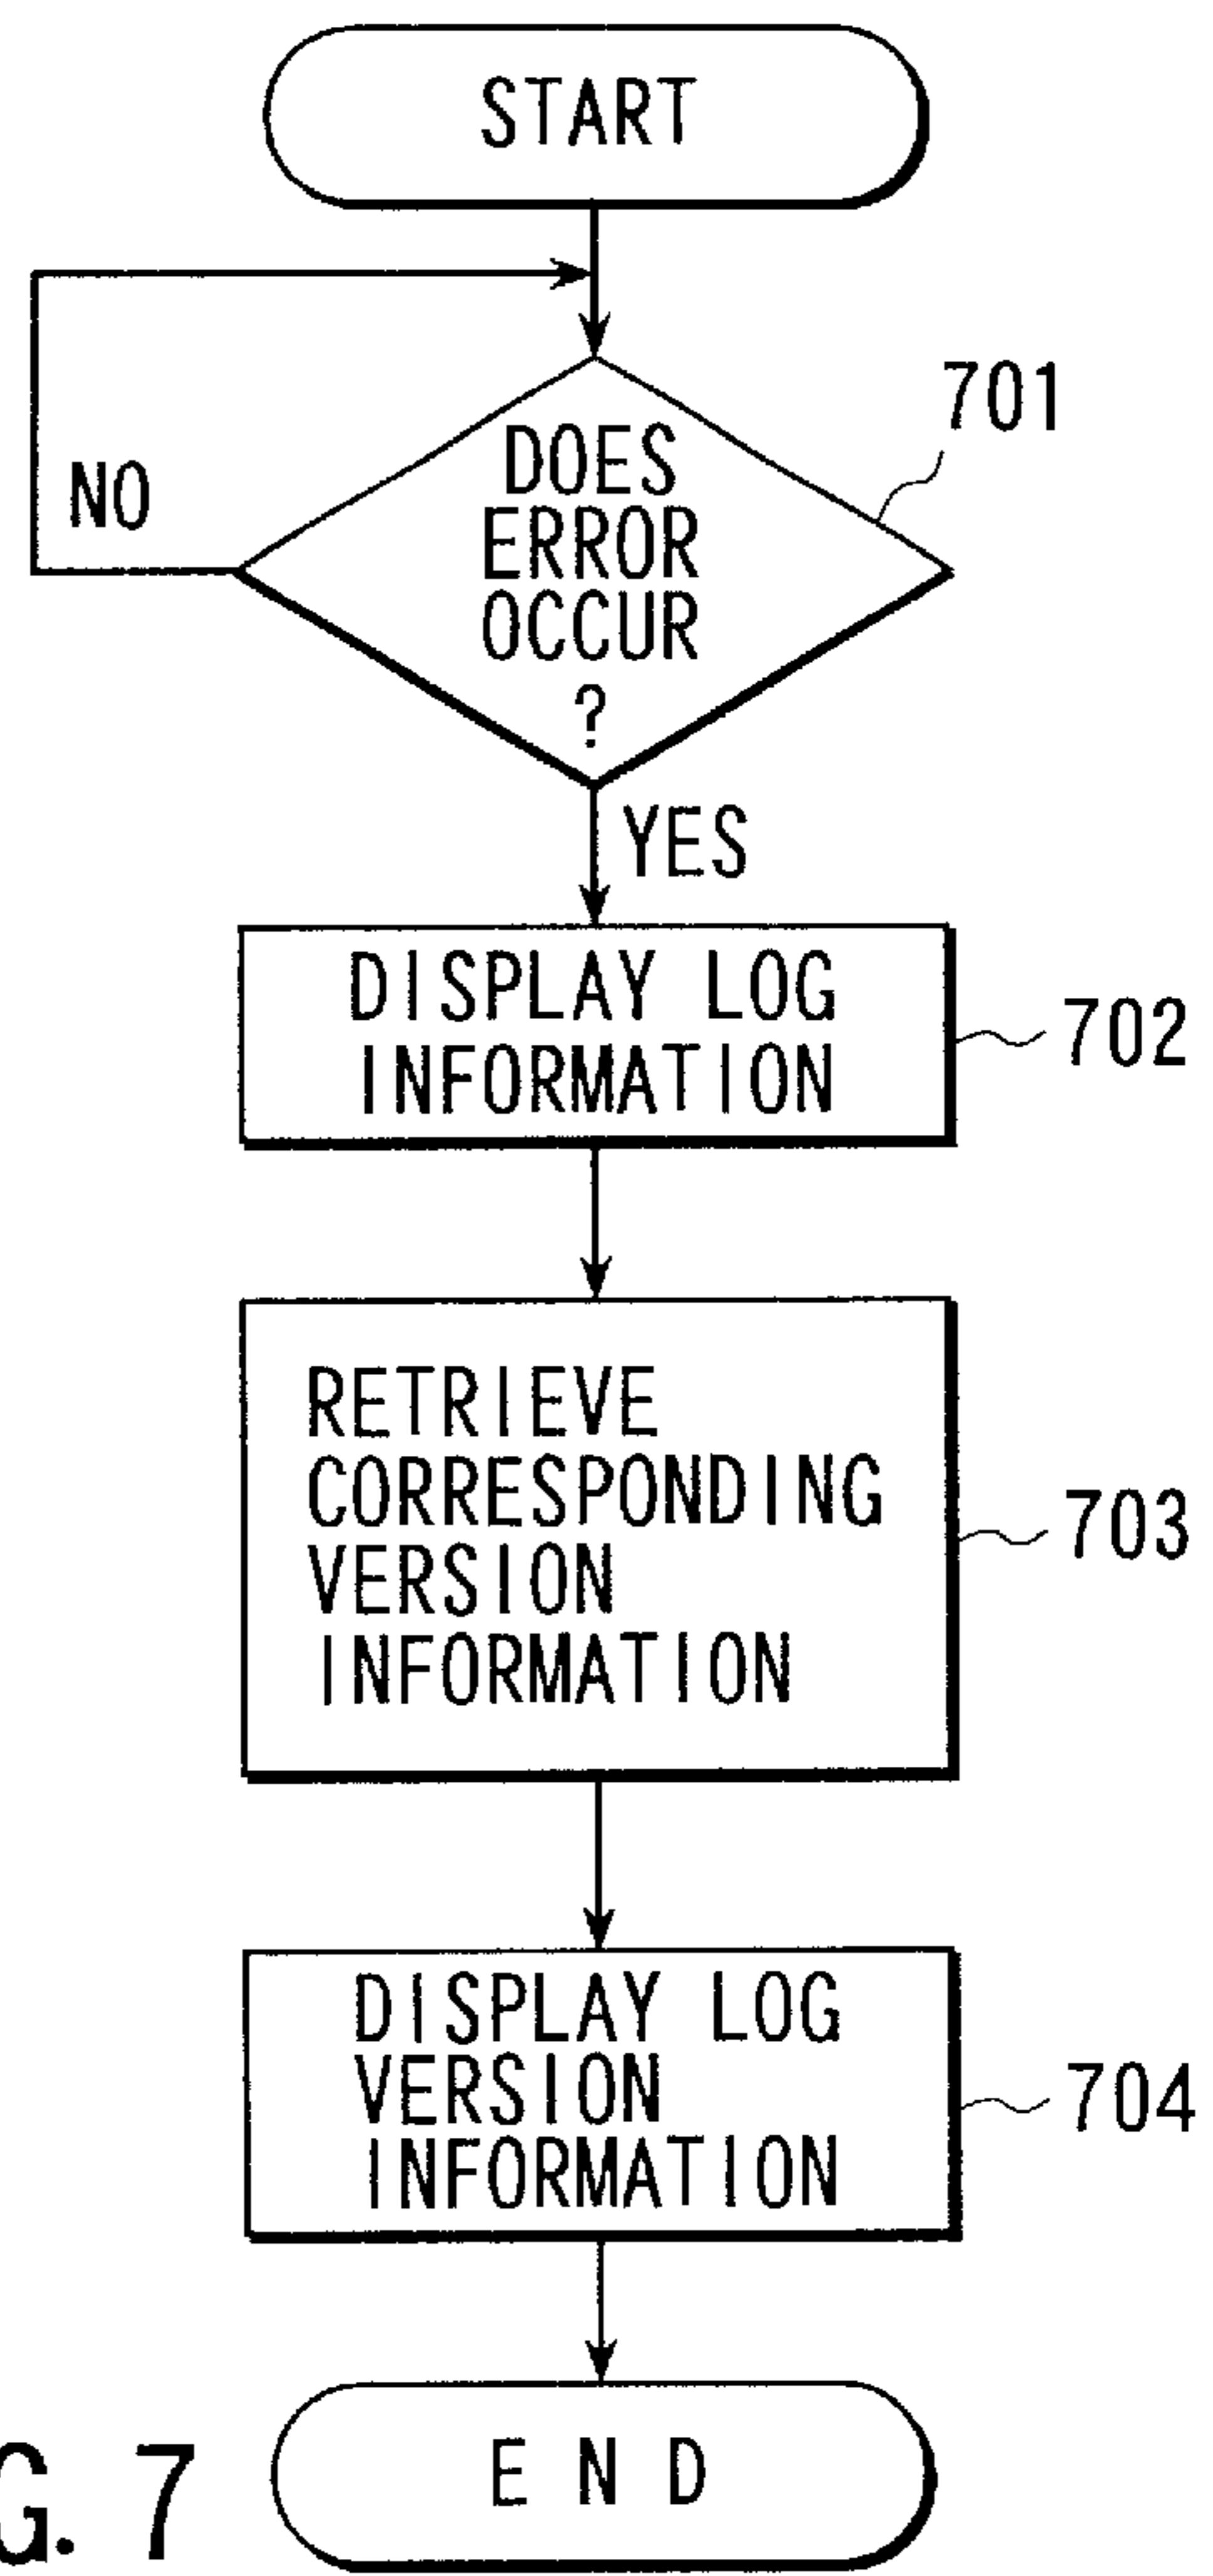 START
701
DOES
ERROR
OCCUR
?
NO
YES
DISPLAY LOG
INFORMATION
702
RETRIEVE
CORRESPONDING
VERSION
INFORMATION
703
DISPLAY LOG
VERSION
INFORMATION
704
END
G. 7